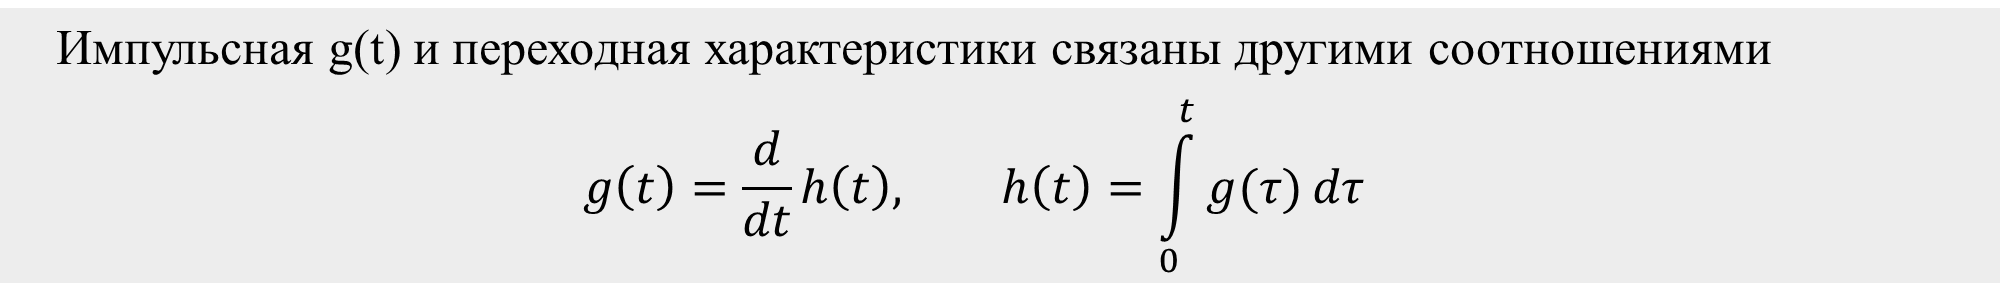 Импульсная g(t) и переходная характеристики связаны другими соотношениями
g(t) = d/dt h(t), h(t) = ∫₀ᵗ g(τ) dτ